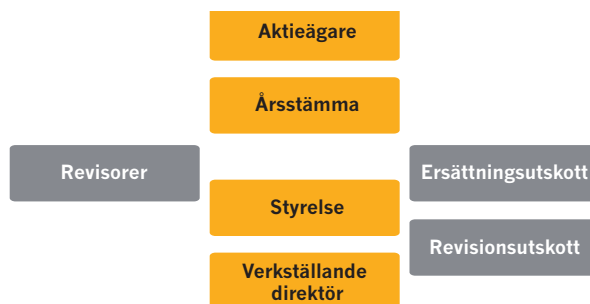 Aktieägare
Årsstämma
Revisorer
Ersättningsutskott
Styrelse
Revisionsutskott
Verkställande
direktör